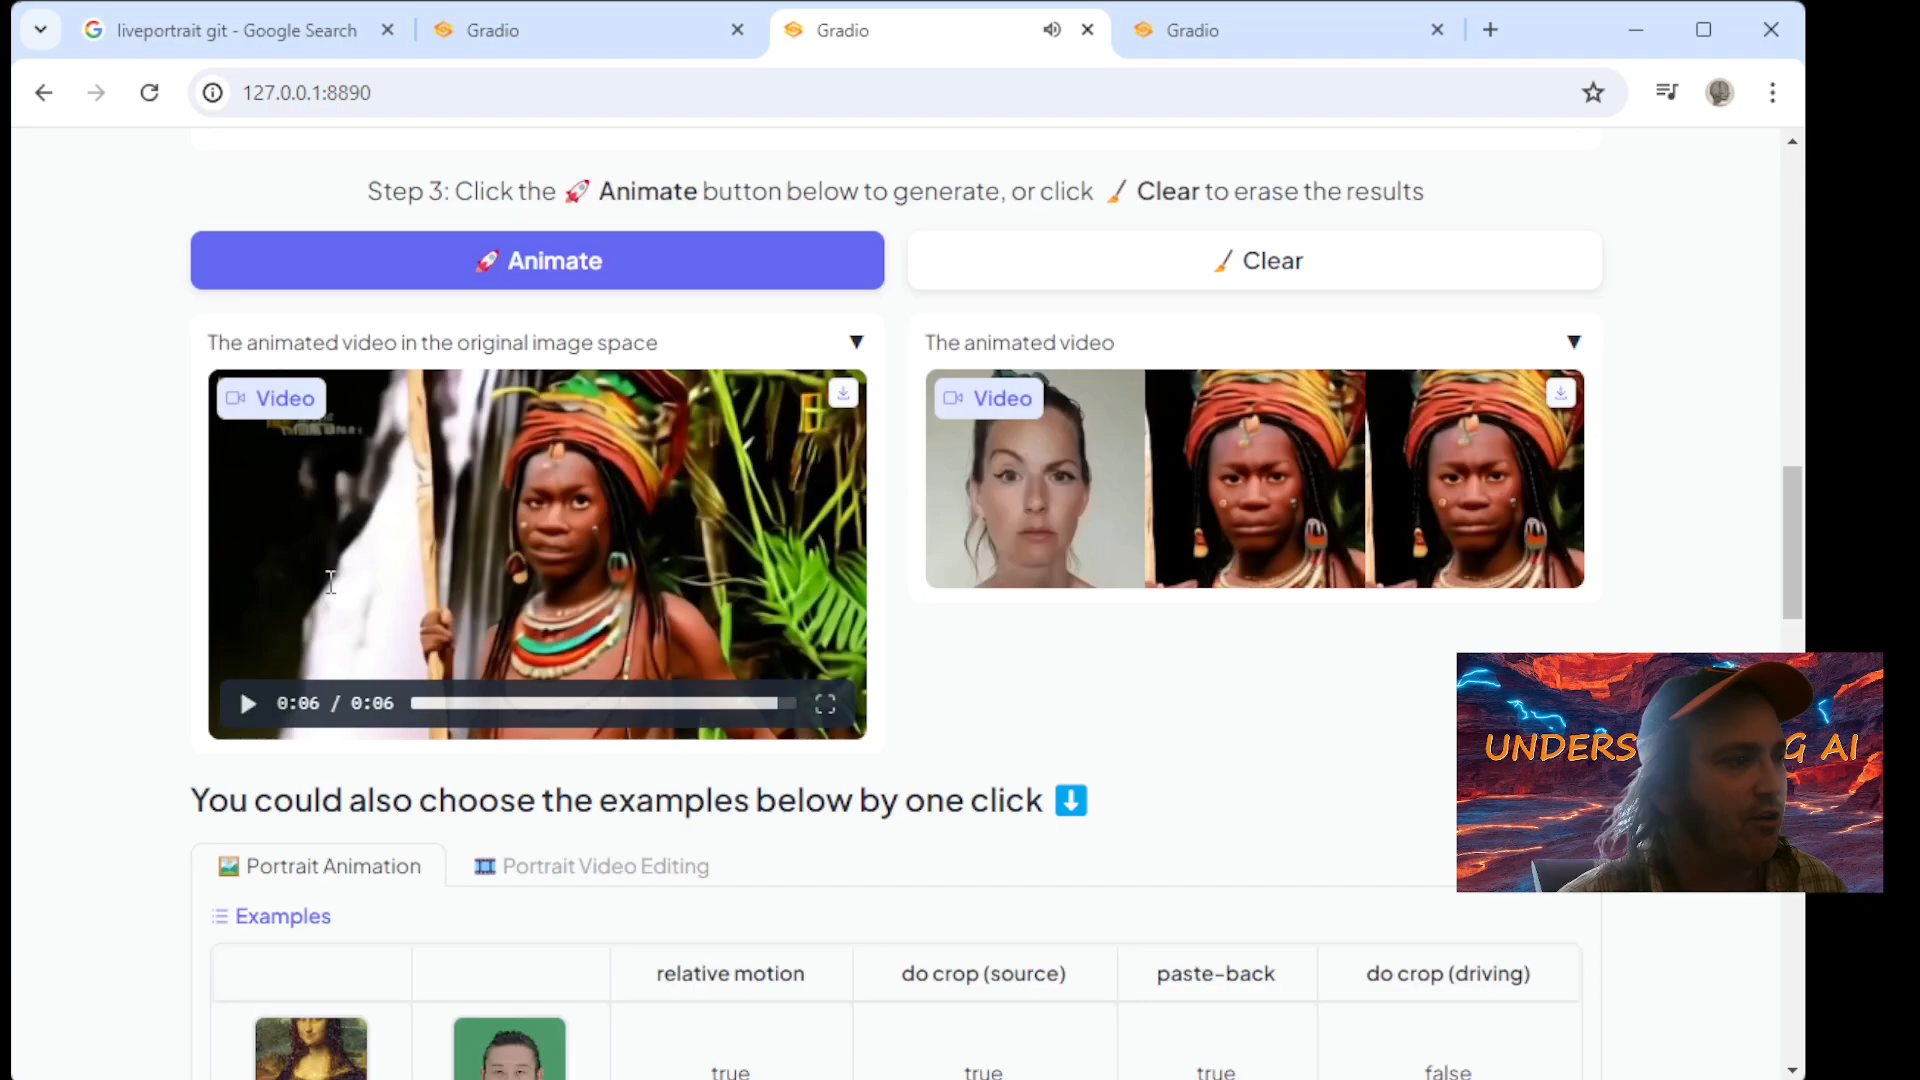 liveportrait git - Google Search
Gradio
Gradio
Gradio
127.0.0.1:8890
Step 3: Click the 🚀 Animate button below to generate, or click 🖌️ Clear to erase the results
🚀 Animate
🖌️ Clear
The animated video in the original image space
The animated video
Video
Video
0:06 / 0:06
UNDERS G AI
You could also choose the examples below by one click ⬇️
Portrait Animation
Portrait Video Editing
Examples
relative motion
do crop (source)
paste-back
do crop (driving)
true
true
true
false